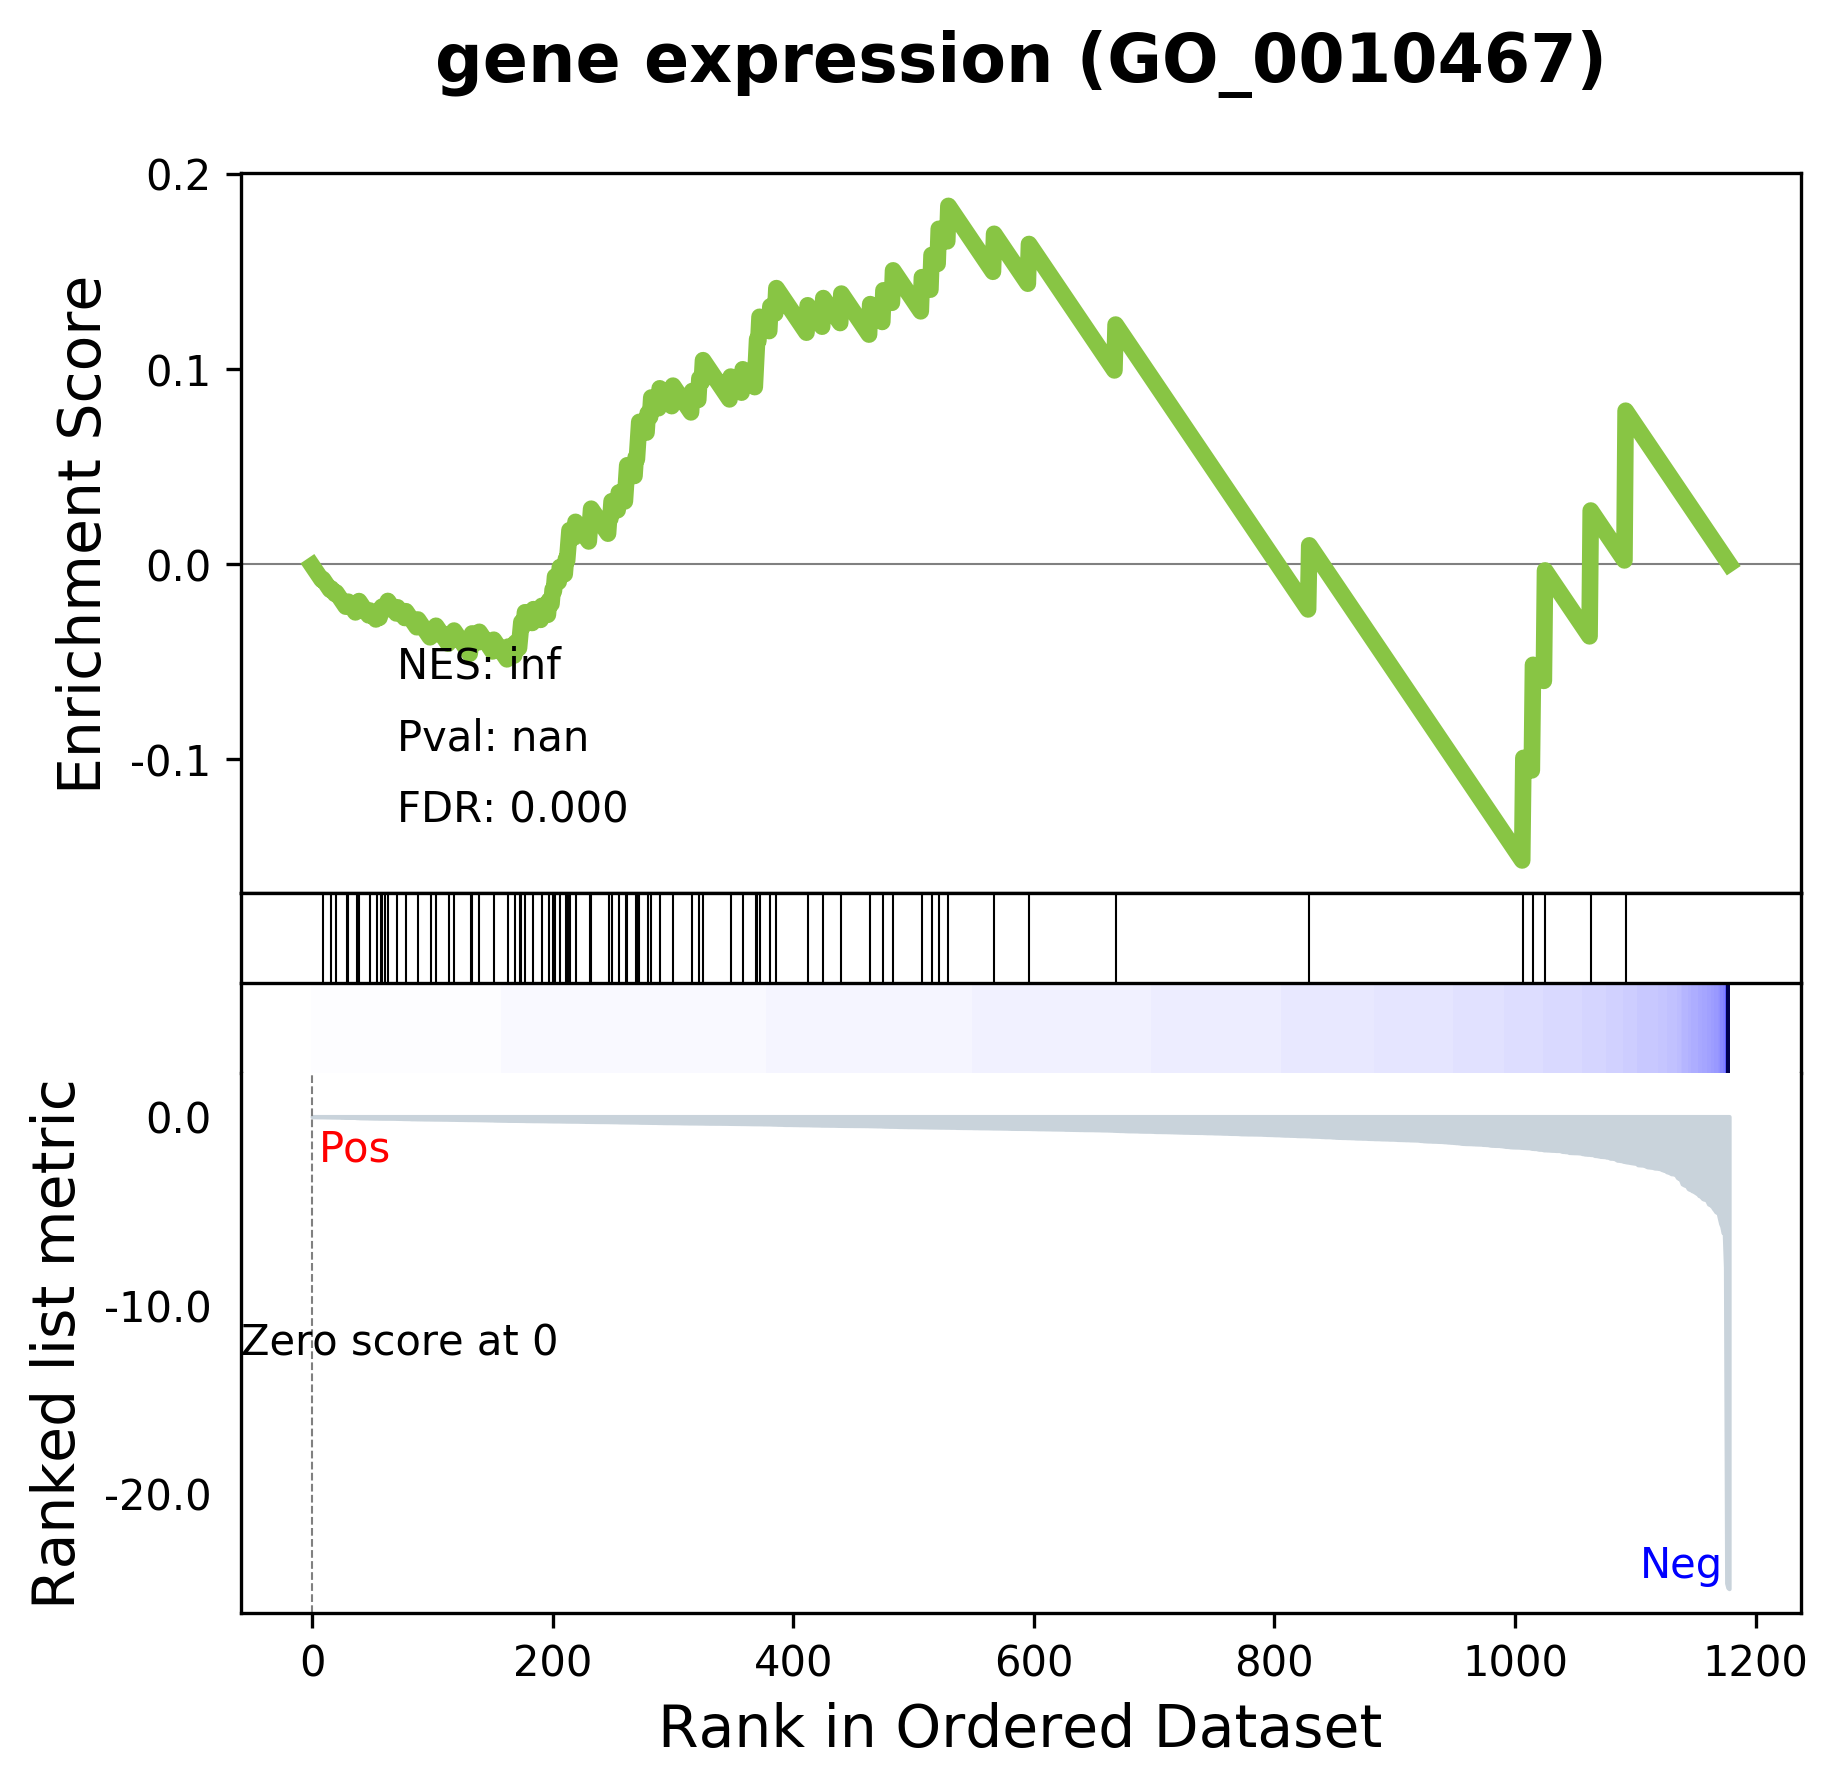 gene expression (GO_0010467)
Enrichment Score
0.2
0.1
0.0
-0.1
NES: inf
Pval: nan
FDR: 0.000
Ranked list metric
0.0
-10.0
-20.0
Pos
Zero score at 0
Neg
0 200 400 600 800 1000 1200
Rank in Ordered Dataset